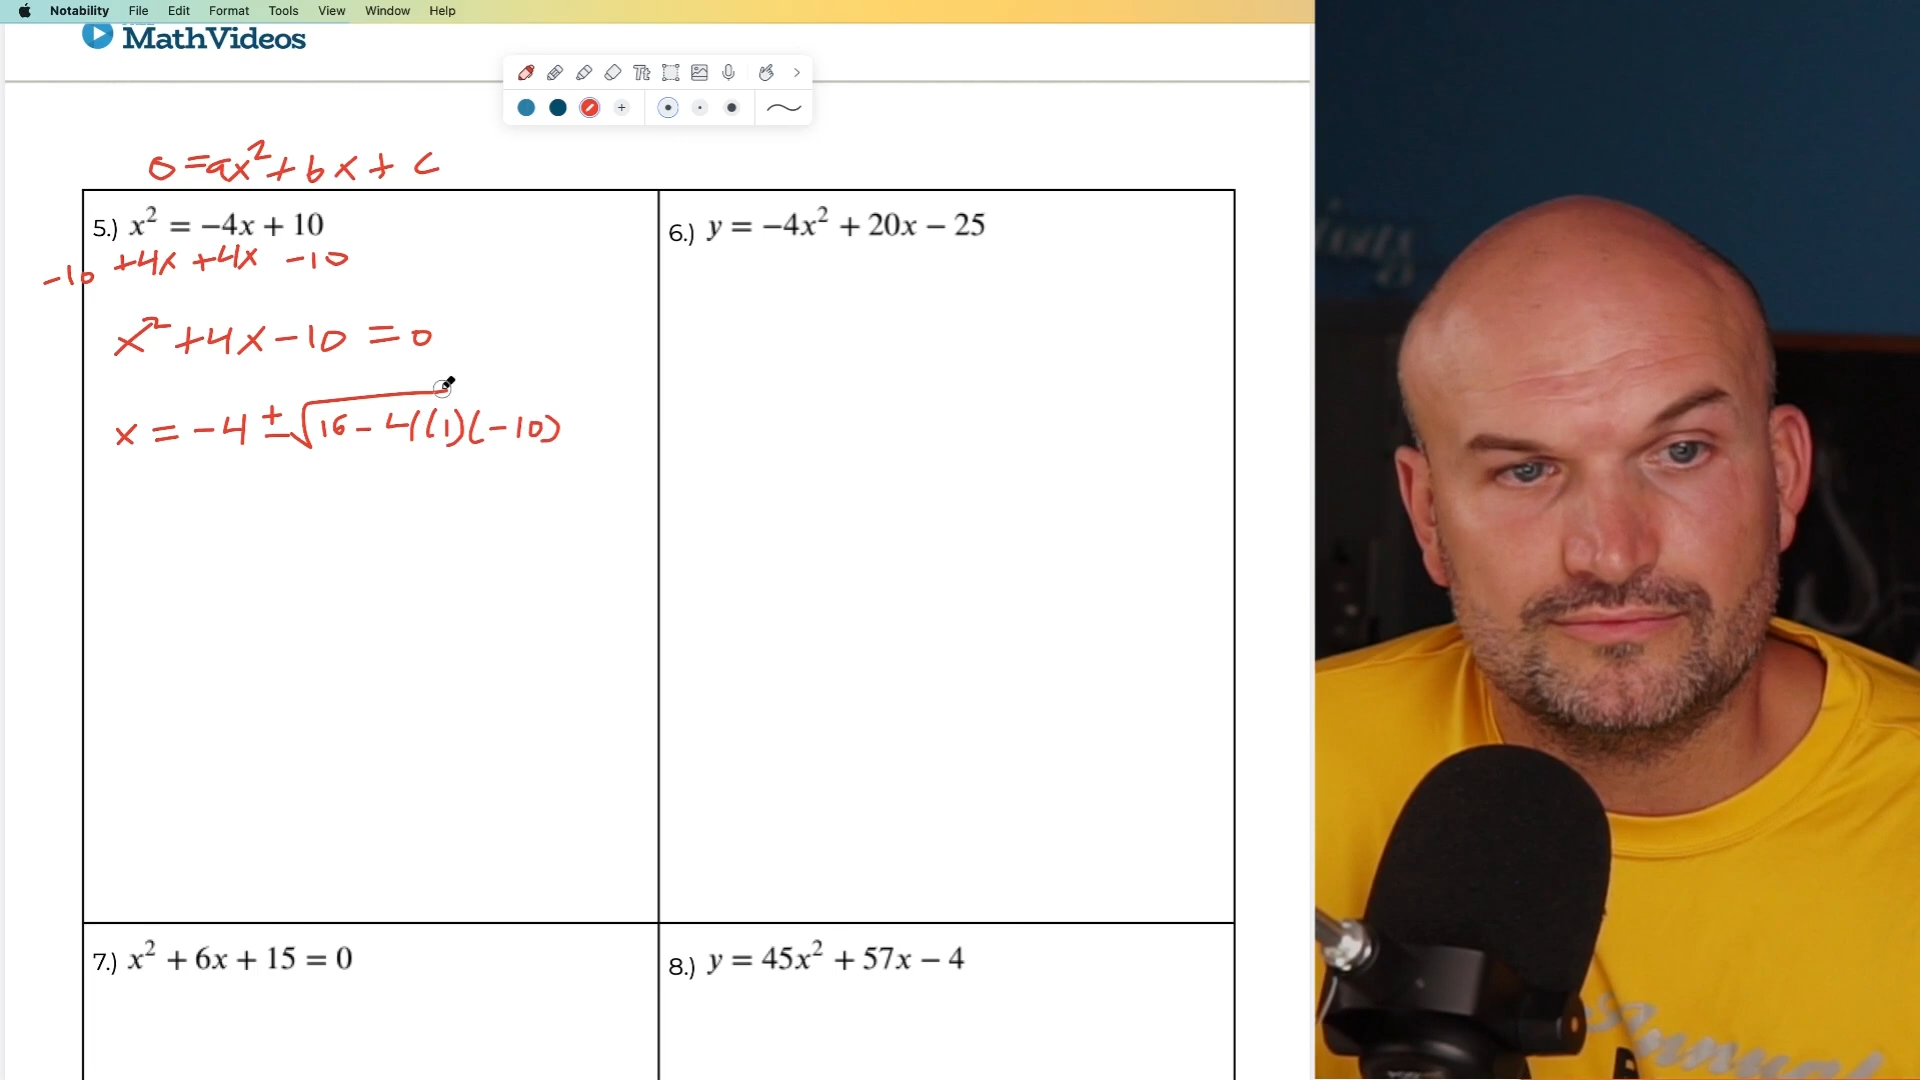 Notability File Edit Format Tools View Window Help
MathVideos
Tt
0 = ax² + bx + c
5.) x² = −4x + 10
-10 +4x +4x -10
x² + 4x - 10 = 0
x = -4 ± √16 - 4((1)(-10)
6.) y = −4x² + 20x − 25
7.) x² + 6x + 15 = 0
8.) y = 45x² + 57x − 4